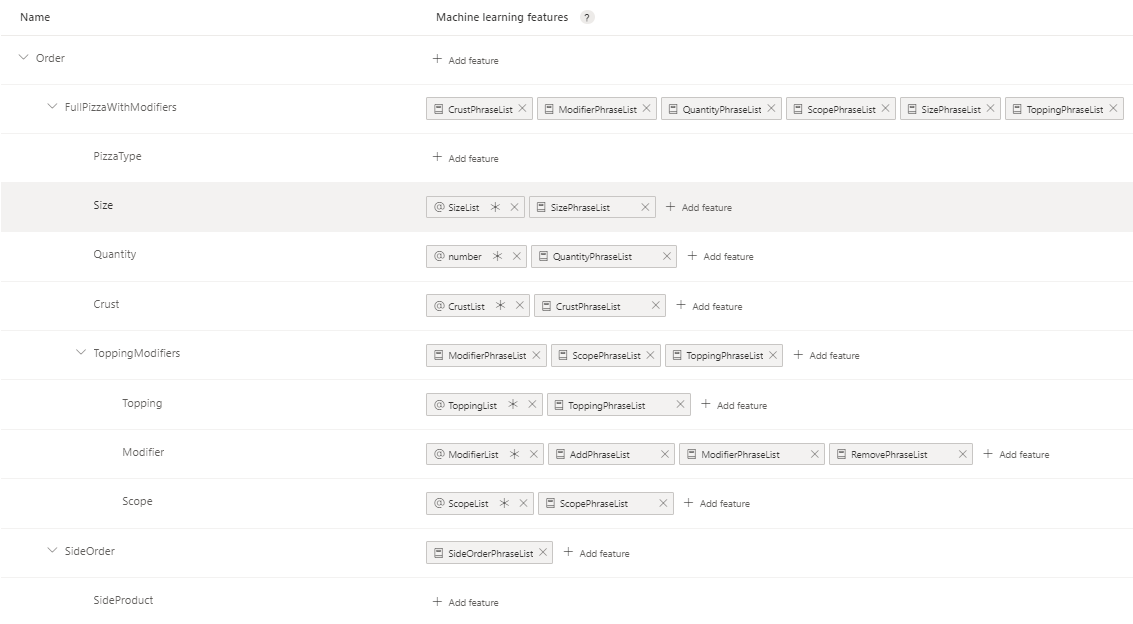 Name Machine learning features ?
Order + Add feature
FullPizzaWithModifiers CrustPhraseList ModifierPhraseList QuantityPhraseList ScopePhraseList SizePhraseList ToppingPhraseList
PizzaType + Add feature
Size @ SizeList * SizePhraseList + Add feature
Quantity @ number * QuantityPhraseList + Add feature
Crust @ CrustList * CrustPhraseList + Add feature
ToppingModifiers ModifierPhraseList ScopePhraseList ToppingPhraseList + Add feature
Topping @ ToppingList * ToppingPhraseList + Add feature
Modifier @ ModifierList * AddPhraseList ModifierPhraseList RemovePhraseList + Add feature
Scope @ ScopeList * ScopePhraseList + Add feature
SideOrder SideOrderPhraseList + Add feature
SideProduct + Add feature